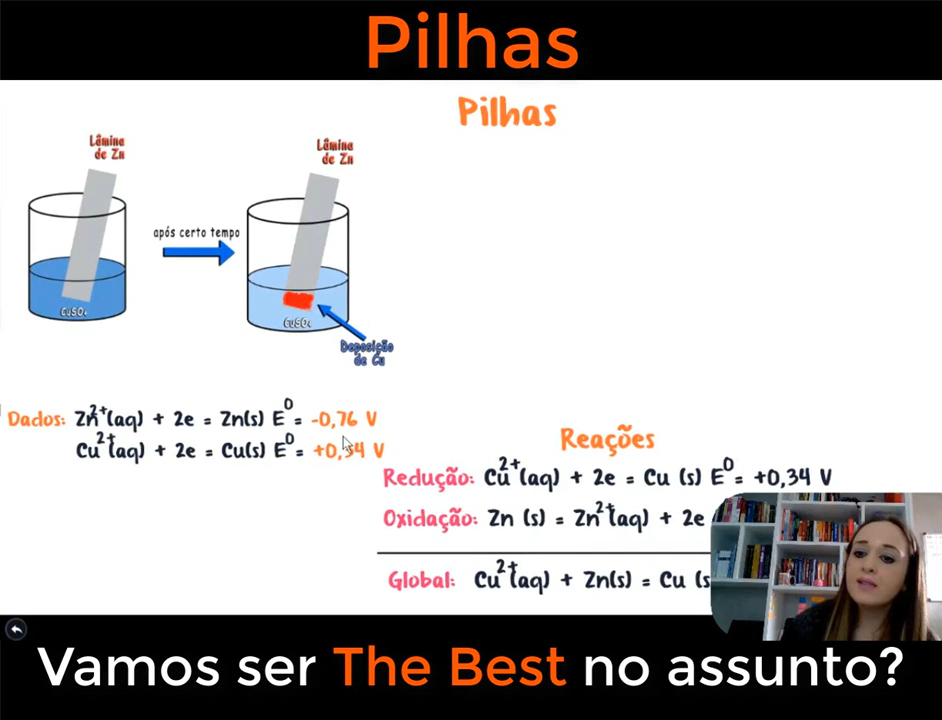 Pilhas
Pilhas
Lâmina
de Zn
Lâmina
de Zn
após certo tempo
CuSO₄
CuSO₄
Deposição
de Cu
Dados: Zn²⁺(aq) + 2e = Zn(s) E⁰ = -0,76 V
Cu²⁺(aq) + 2e = Cu(s) E⁰ = +0,34 V
Reações
Redução: Cu²⁺(aq) + 2e = Cu (s) E⁰ = +0,34 V
Oxidação: Zn (s) = Zn²⁺(aq) + 2e
Global: Cu²⁺(aq) + Zn(s) = Cu (s
Vamos ser The Best no assunto?